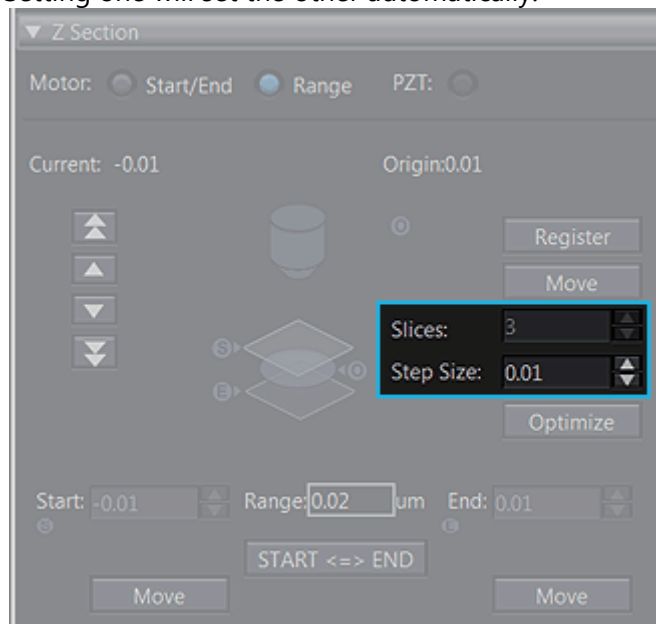 Setting one will set the other automatically.
▼ Z Section
Motor: Start/End Range PZT:
Current: -0.01 Origin:0.01
O
Register
Move
Slices: 3
S
O
Step Size: 0.01
E
Optimize
Start: -0.01 Range: 0.02 um End: 0.01
S E
START <=> END
Move Move